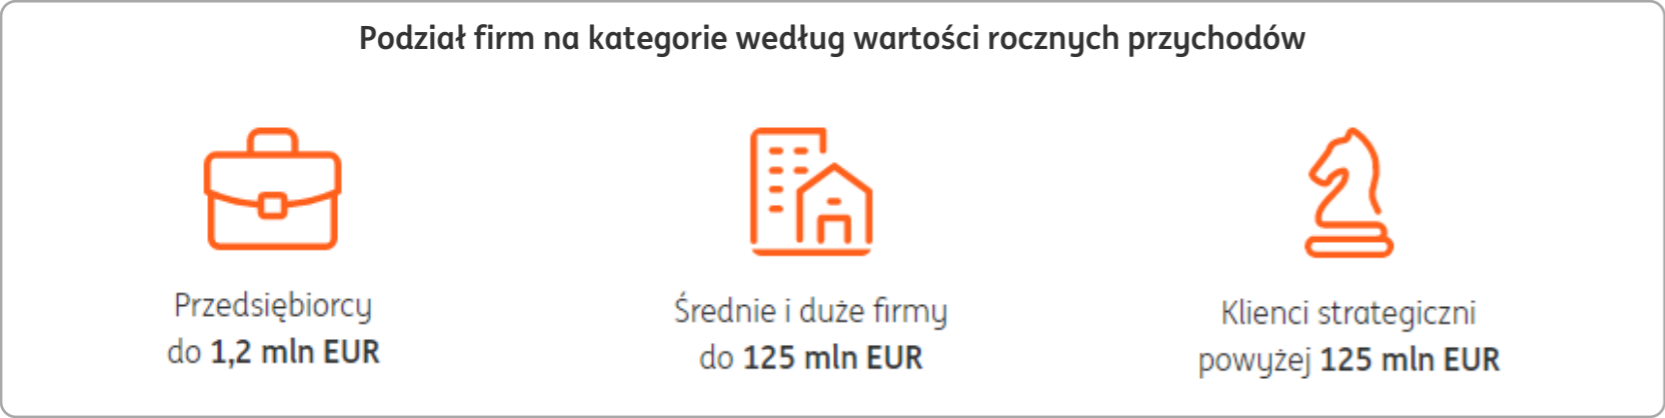 Podział firm na kategorie według wartości rocznych przychodów
Przedsiębiorcy
do 1,2 mln EUR
Średnie i duże firmy
do 125 mln EUR
Klienci strategiczni
powyżej 125 mln EUR